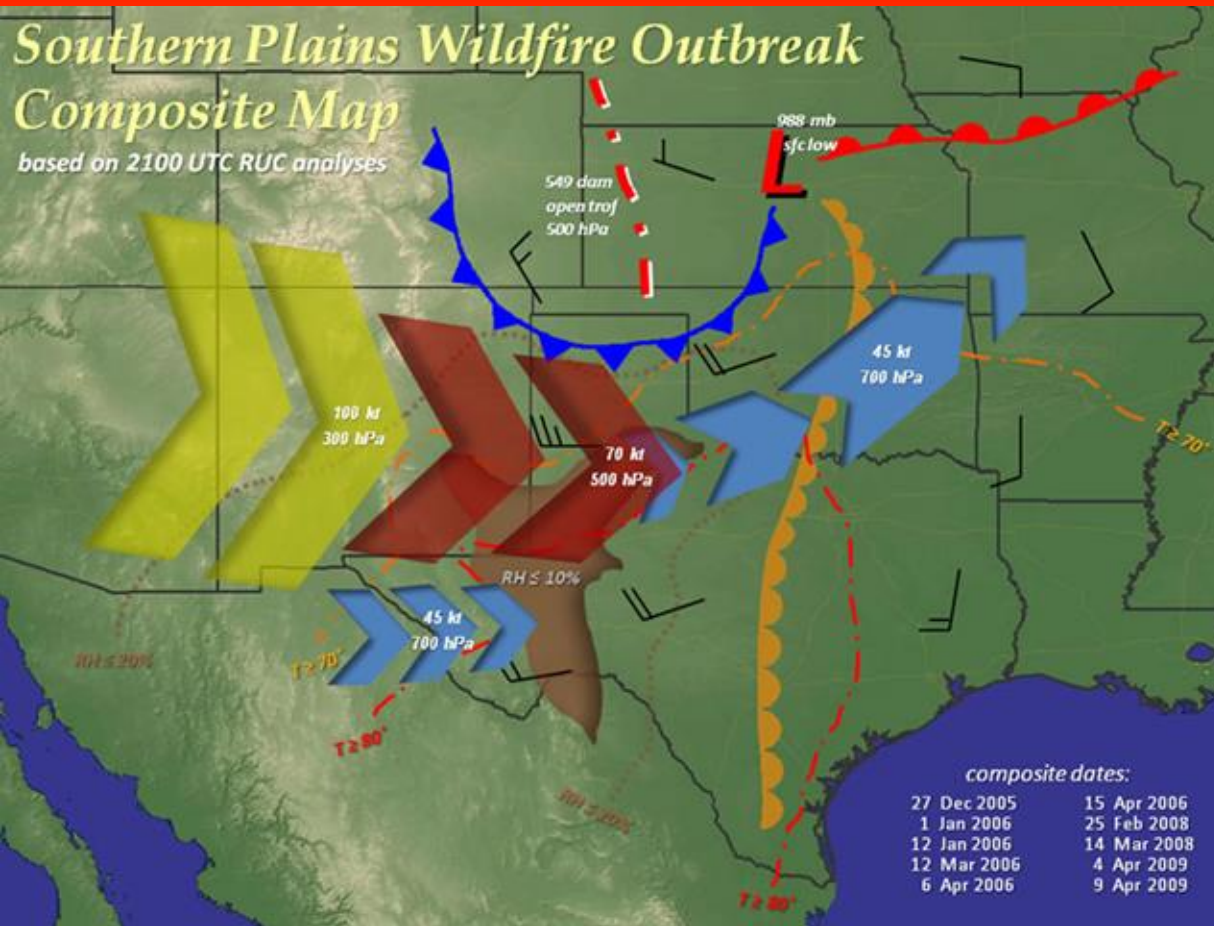 Southern Plains Wildfire Outbreak
Composite Map
based on 2100 UTC RUC analyses
988 mb
sfc low
L
549 dam
open trof
500 hPa
45 kt
700 hPa
100 kt
300 hPa
T ≥ 70°
70 kt
500 hPa
RH ≤ 10%
45 kt
700 hPa
RH ≤ 20%
T ≥ 70°
T ≥ 80°
RH ≤ 20%
T ≥ 80°
composite dates:
27 Dec 2005
1 Jan 2006
12 Jan 2006
12 Mar 2006
6 Apr 2006
15 Apr 2006
25 Feb 2008
14 Mar 2008
4 Apr 2009
9 Apr 2009